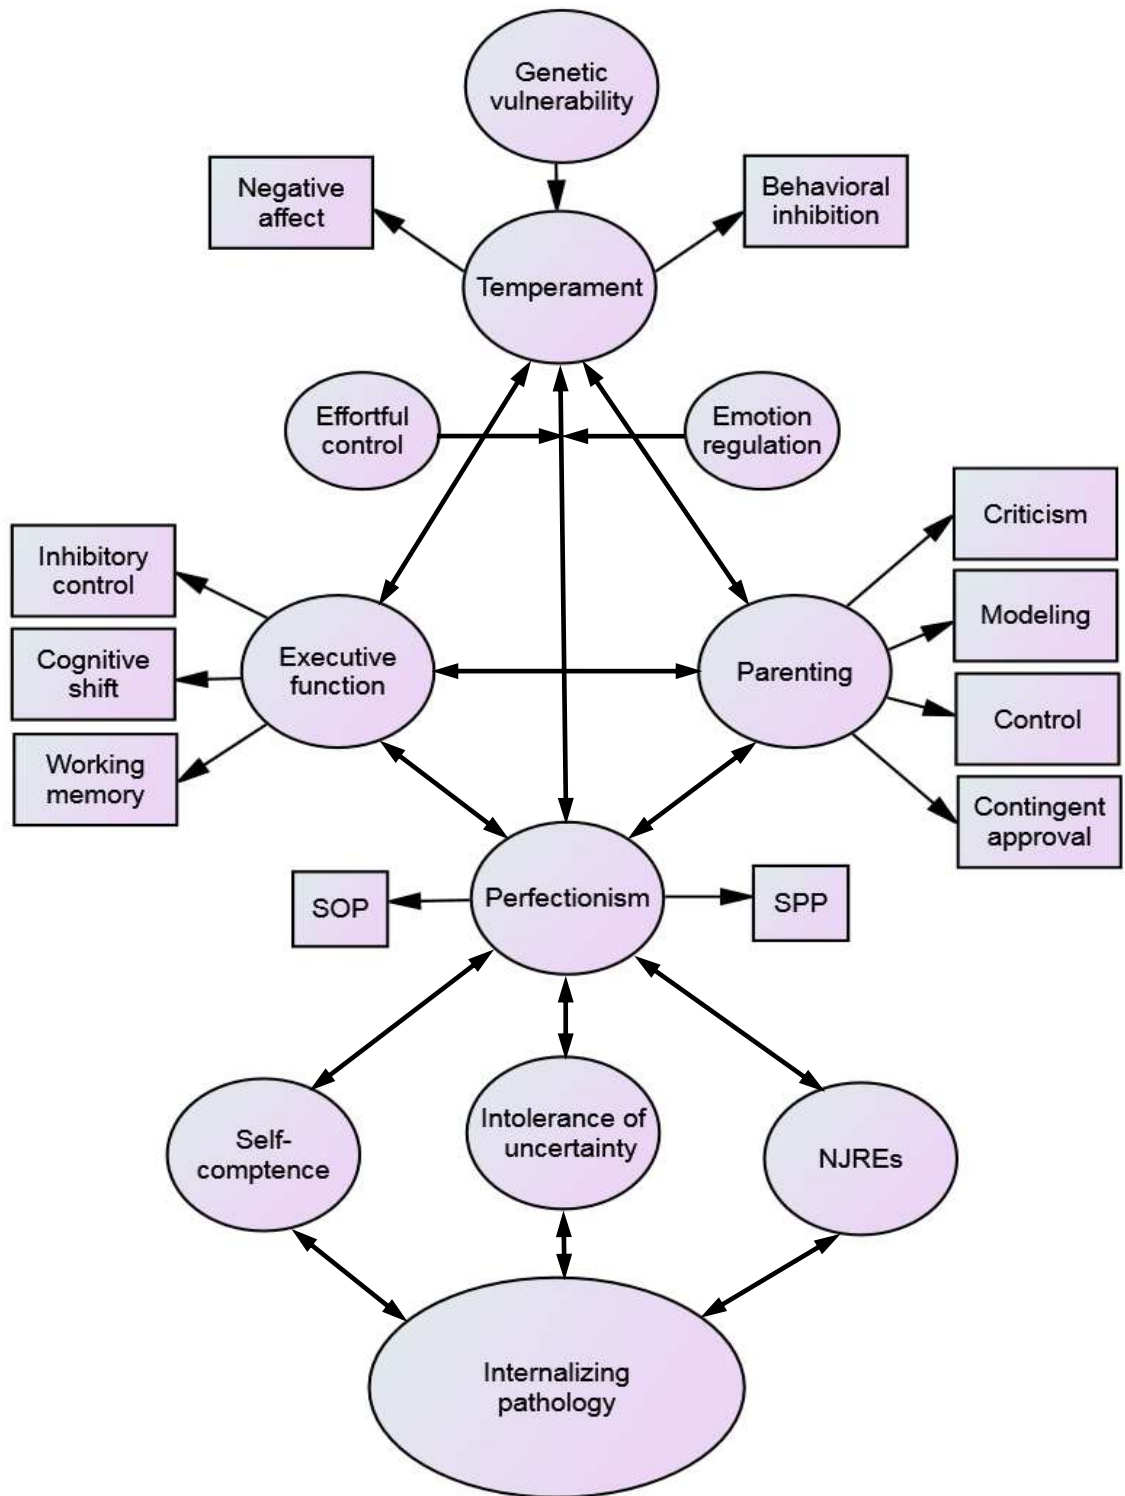 Genetic
vulnerability
Negative
affect
Behavioral
inhibition
Temperament
Effortful
control
Emotion
regulation
Criticism
Inhibitory
control
Modeling
Cognitive
shift
Executive
function
Parenting
Control
Working
memory
Contingent
approval
SOP
Perfectionism
SPP
Self-
comptence
Intolerance of
uncertainty
NJREs
Internalizing
pathology